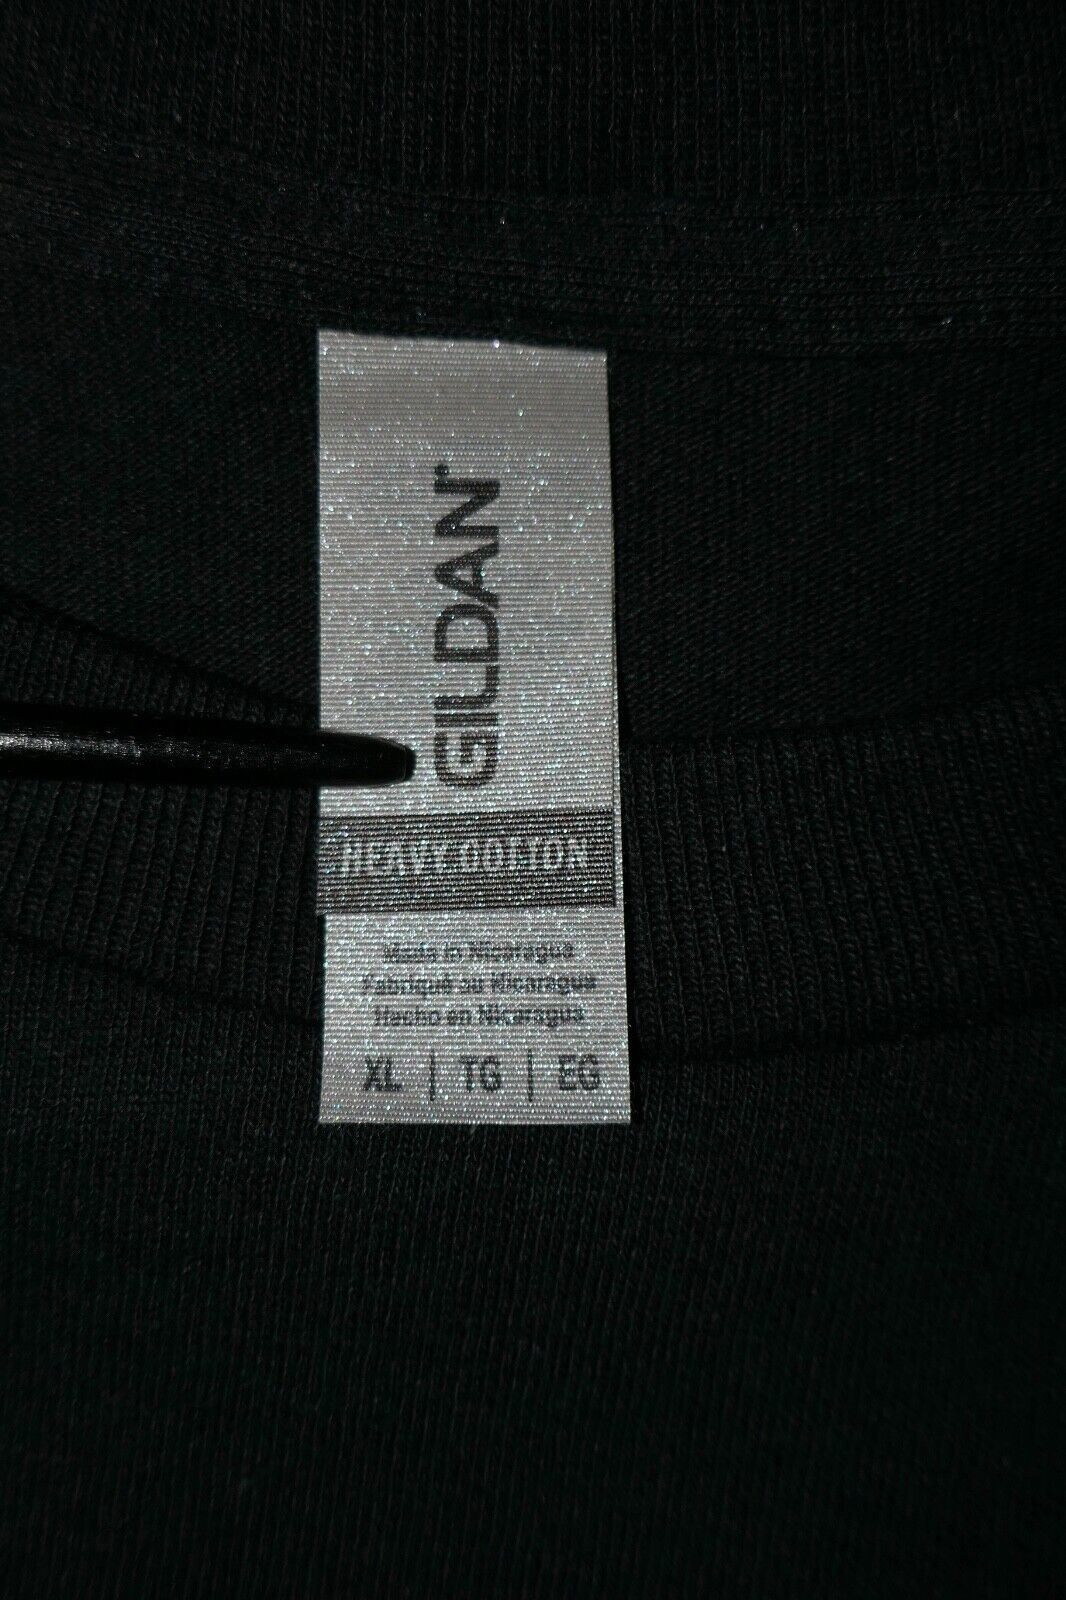 GILDAN®
HEAVY COTTON
Made in Nicaragua
Fabriqué au Nicaragua
Hecho en Nicaragua
XL | TG | EG